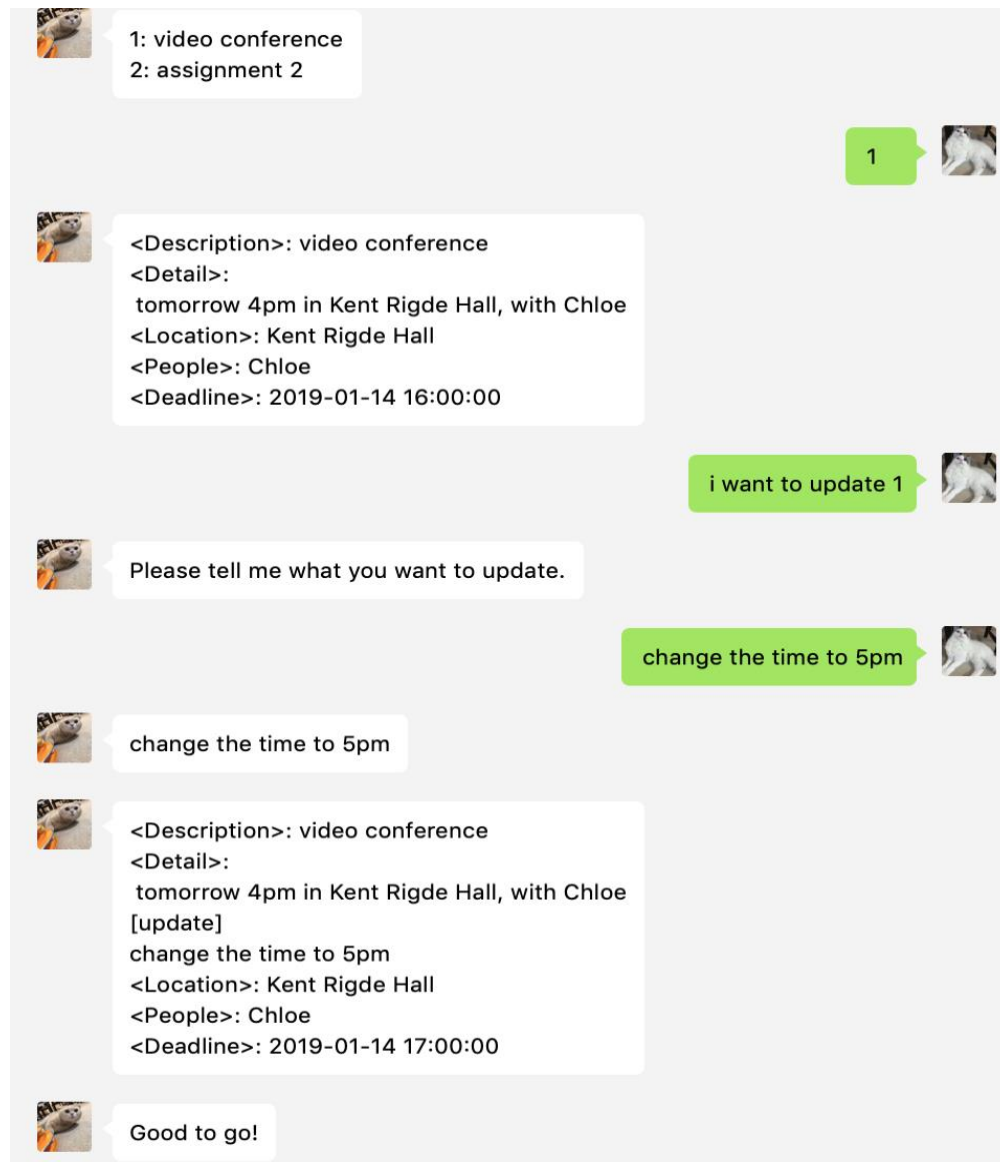 1: video conference
2: assignment 2
1
<Description>: video conference
<Detail>:
tomorrow 4pm in Kent Rigde Hall, with Chloe
<Location>: Kent Rigde Hall
<People>: Chloe
<Deadline>: 2019-01-14 16:00:00
i want to update 1
Please tell me what you want to update.
change the time to 5pm
change the time to 5pm
<Description>: video conference
<Detail>:
tomorrow 4pm in Kent Rigde Hall, with Chloe
[update]
change the time to 5pm
<Location>: Kent Rigde Hall
<People>: Chloe
<Deadline>: 2019-01-14 17:00:00
Good to go!